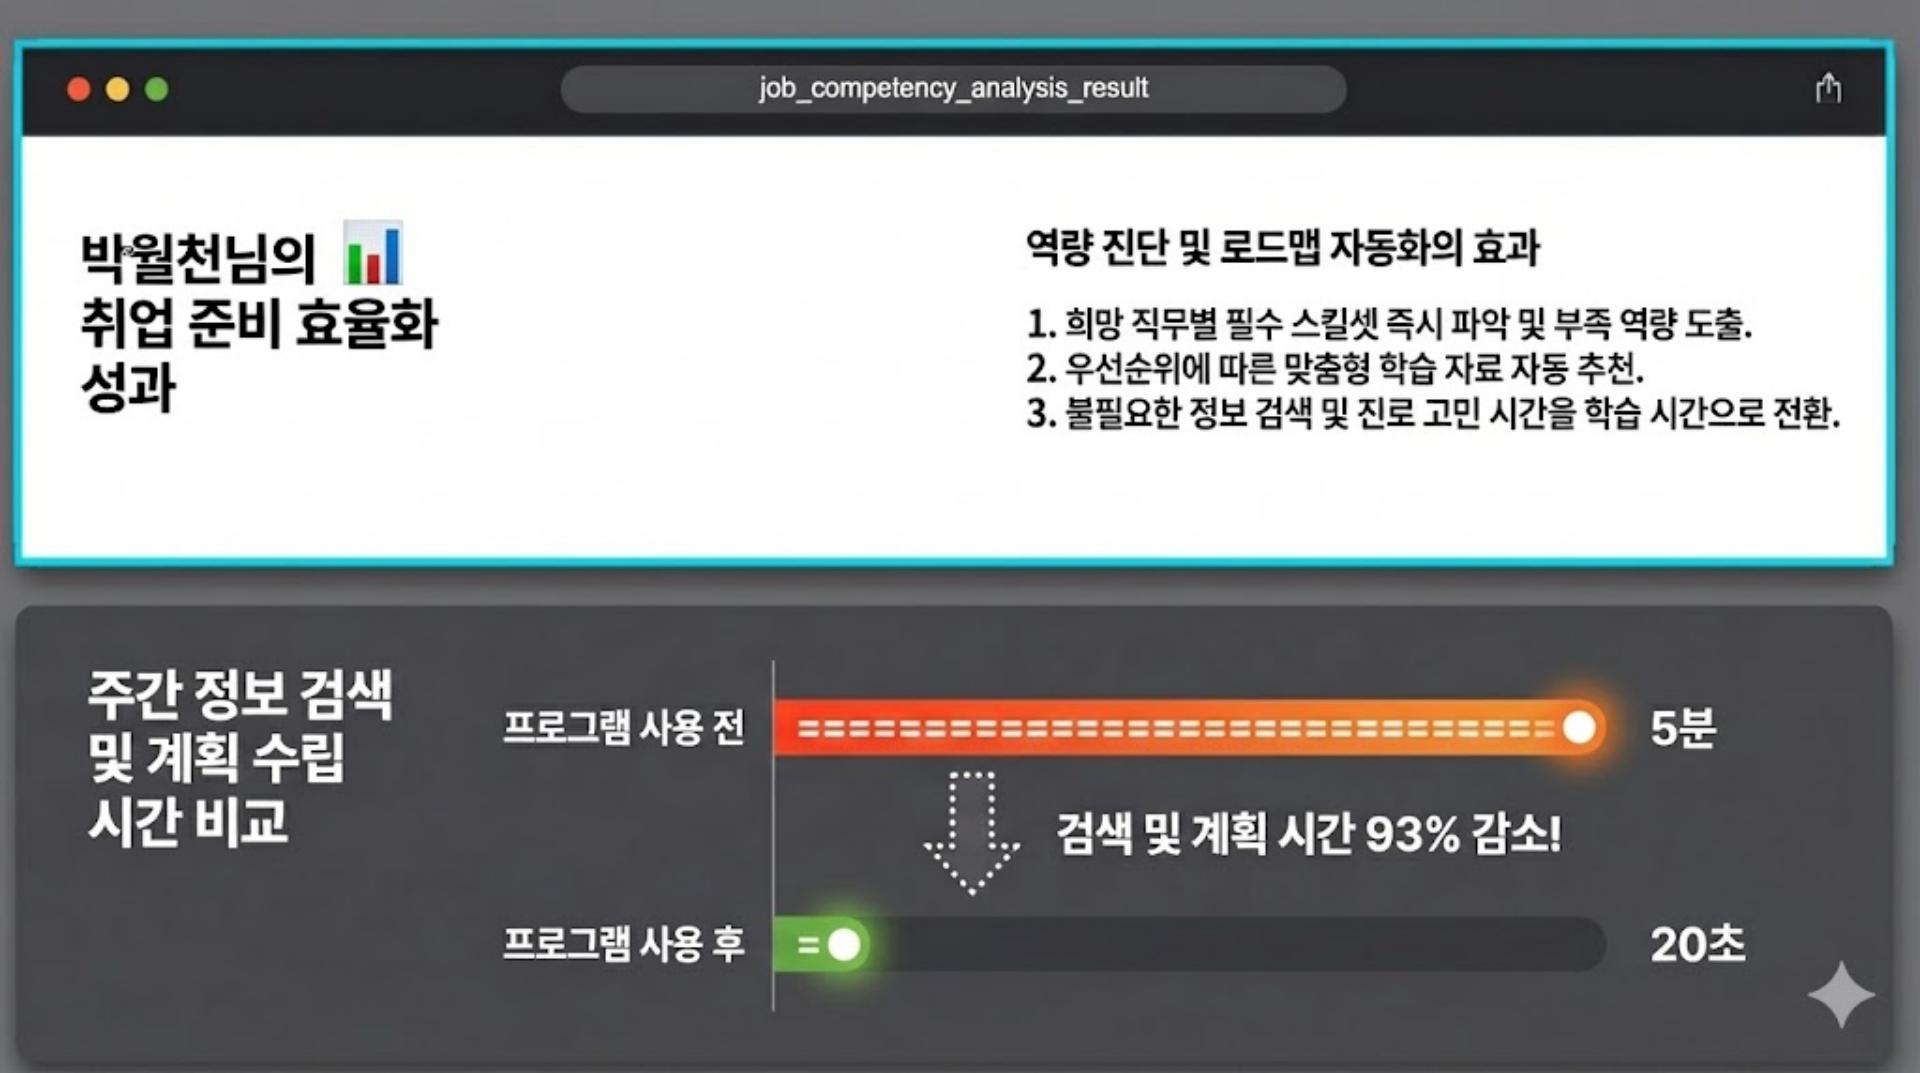 job_competency_analysis_result
박월천님의
취업 준비 효율화
성과
역량 진단 및 로드맵 자동화의 효과
1. 희망 직무별 필수 스킬셋 즉시 파악 및 부족 역량 도출.
2. 우선순위에 따른 맞춤형 학습 자료 자동 추천.
3. 불필요한 정보 검색 및 진로 고민 시간을 학습 시간으로 전환.
주간 정보 검색
및 계획 수립
시간 비교
프로그램 사용 전
5분
검색 및 계획 시간 93% 감소!
프로그램 사용 후
20초